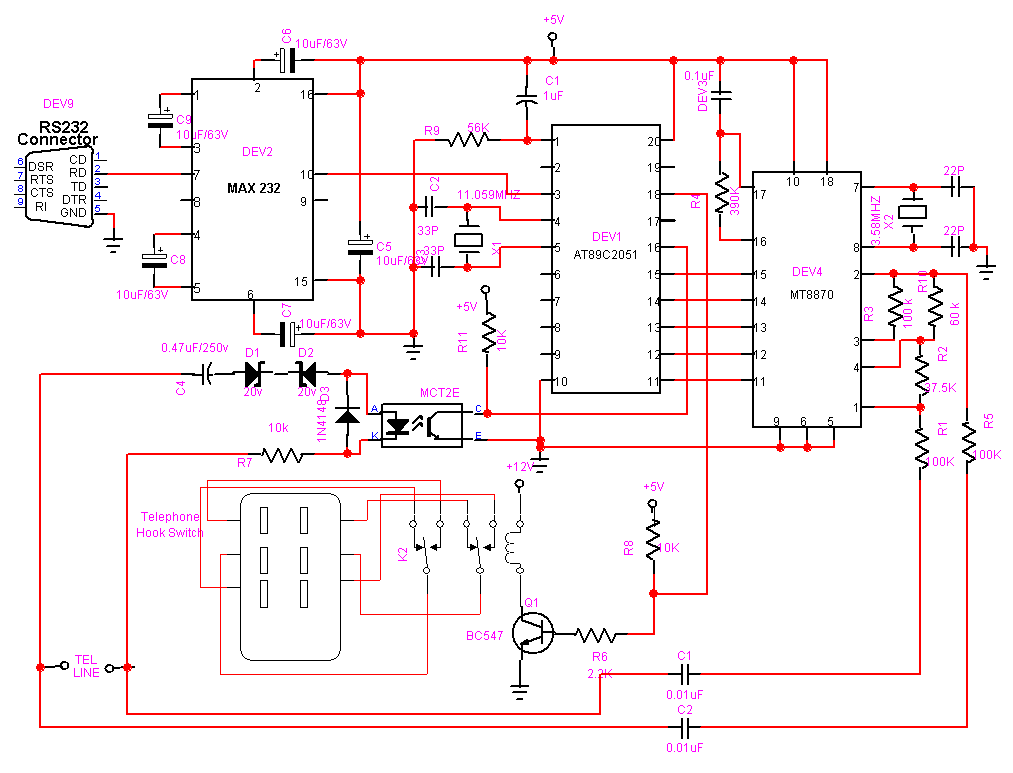 +5V
C6
10uF/63V
DEV9
RS232
Connector
6
7
8
9
DSR
RTS
CTS
RI
CD
RD
TD
DTR
GND
1
2
3
4
5
C9
+
10uF/63V
C8
+
10uF/63V
DEV2
MAX 232
1
3
7
8
4
5
2
6
16
10
9
15
+
C5
10uF/63V
C7
+
10uF/63V
R9
56K
C1
1uF
C2
33P
11.059MHZ
X1
33P
+5V
R11
10K
DEV1
AT89C2051
1
2
3
4
5
6
7
8
9
10
20
19
18
17
16
15
14
13
12
11
0.1uF
DEV3
R4
390K
DEV4
MT8870
17
16
15
14
13
12
11
10
18
9
6
5
7
8
2
3
4
1
22P
3.58MHZ
X2
22P
R3
100 k
R10
60 k
R2
37.5K
R1
100K
R5
100K
0.47uF/250v
C4
D1
20v
D2
20v
D3
1N4148
MCT2E
A
K
C
E
10k
R7
+12V
Telephone
Hook Switch
K2
+5V
R8
10K
Q1
BC547
R6
2.2K
TEL
LINE
C1
0.01uF
C2
0.01uF